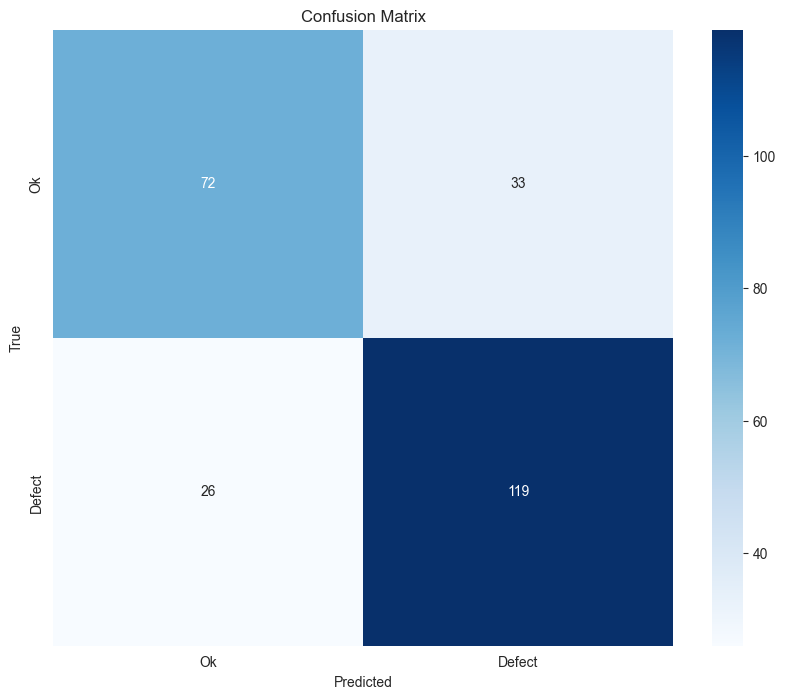 Confusion Matrix
Ok
72
33
100
80
True
60
Defect
26
119
40
Ok
Defect
Predicted